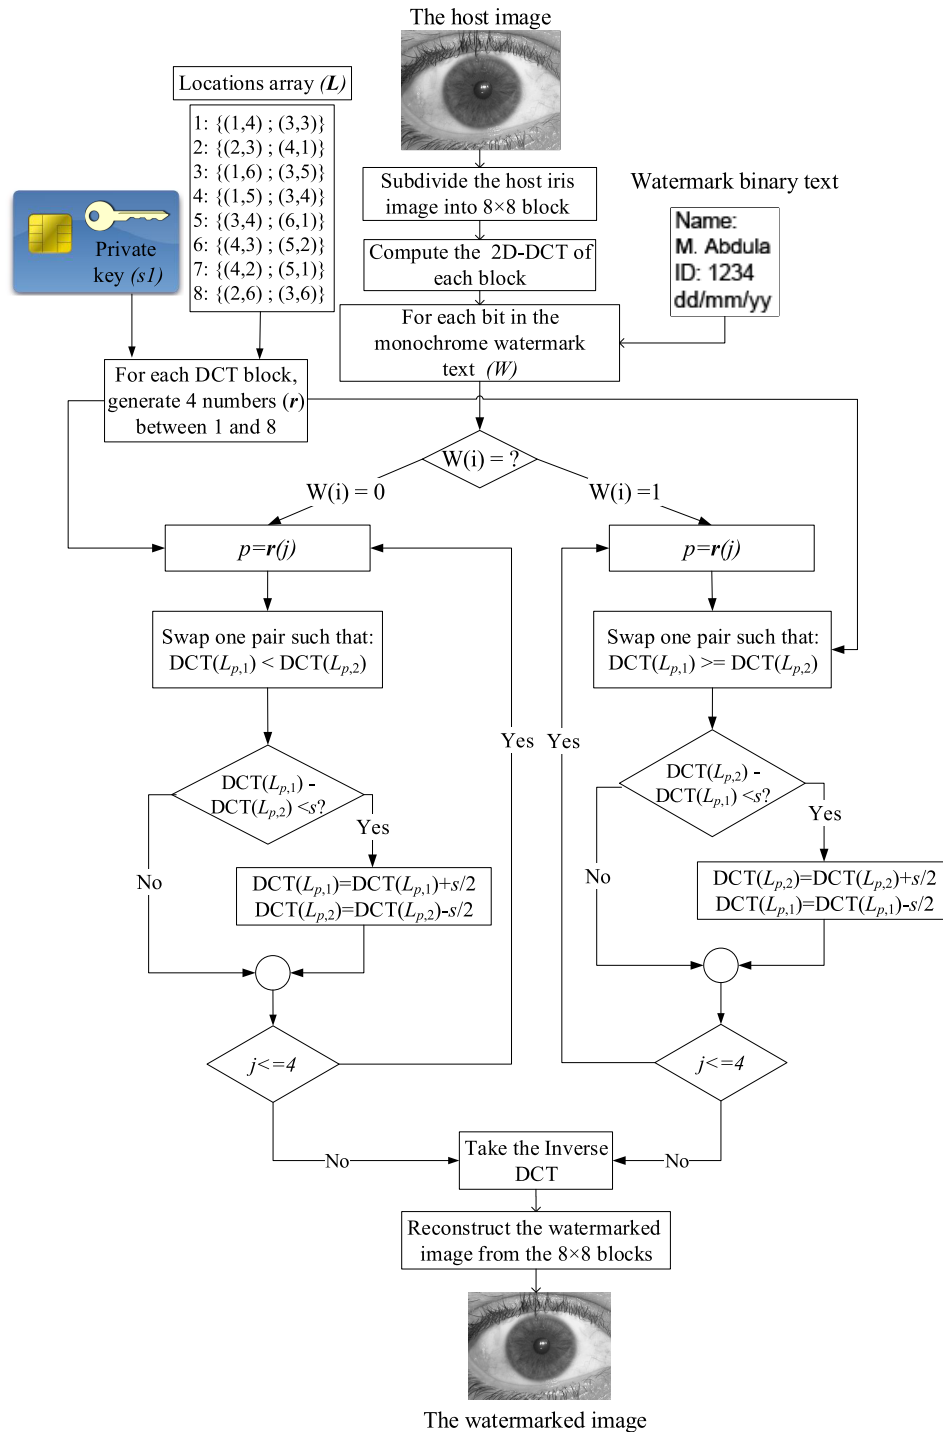 The host image
Locations array (L)
1: {(1,4) ; (3,3)}
2: {(2,3) ; (4,1)}
3: {(1,6) ; (3,5)}
4: {(1,5) ; (3,4)}
5: {(3,4) ; (6,1)}
6: {(4,3) ; (5,2)}
7: {(4,2) ; (5,1)}
8: {(2,6) ; (3,6)}
Private
key (s1)
Subdivide the host iris
image into 8×8 block
Compute the 2D-DCT of
each block
Watermark binary text
Name:
M. Abdula
ID: 1234
dd/mm/yy
For each bit in the
monochrome watermark
text (W)
For each DCT block,
generate 4 numbers (r)
between 1 and 8
W(i) = ?
W(i) = 0
W(i) =1
p=r(j)
p=r(j)
Swap one pair such that:
DCT(Lp,1) < DCT(Lp,2)
Swap one pair such that:
DCT(Lp,1) >= DCT(Lp,2)
Yes
Yes
DCT(Lp,1) -
DCT(Lp,2) <s?
DCT(Lp,2) -
DCT(Lp,1) <s?
Yes
Yes
No
No
DCT(Lp,1)=DCT(Lp,1)+s/2
DCT(Lp,2)=DCT(Lp,2)-s/2
DCT(Lp,2)=DCT(Lp,2)+s/2
DCT(Lp,1)=DCT(Lp,1)-s/2
j<=4
j<=4
No
No
Take the Inverse
DCT
Reconstruct the watermarked
image from the 8×8 blocks
The watermarked image